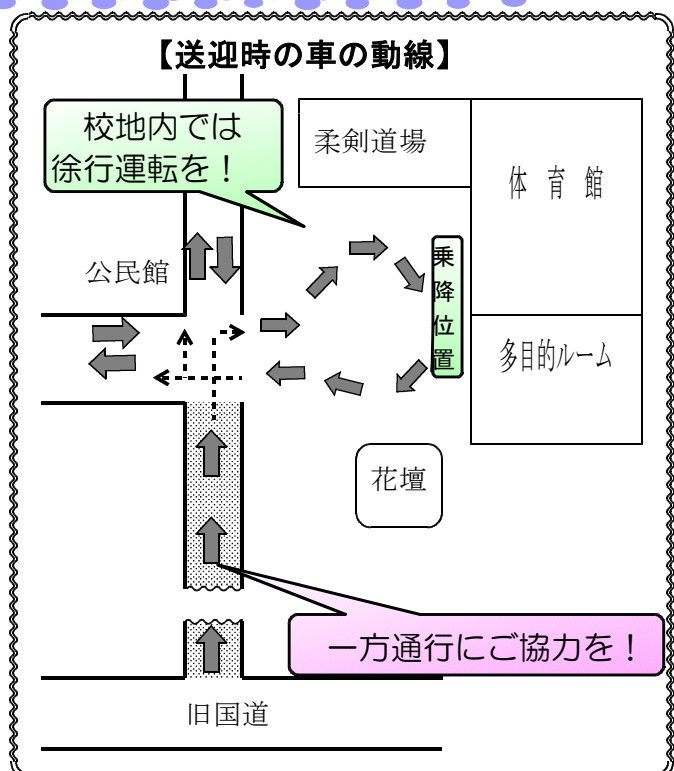 【送迎時の車の動線】
校地内では
徐行運転を！
柔剣道場
体育館
公民館
乗降位置
多目的ルーム
花壇
一方通行にご協力を！
旧国道